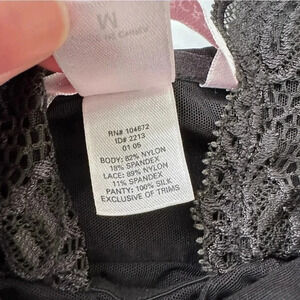 M
RN# 104672
ID# 2213
01 05
BODY: 82% NYLON
18% SPANDEX
LACE: 89% NYLON
11% SPANDEX
PANTY: 100% SILK
EXCLUSIVE OF TRIMS